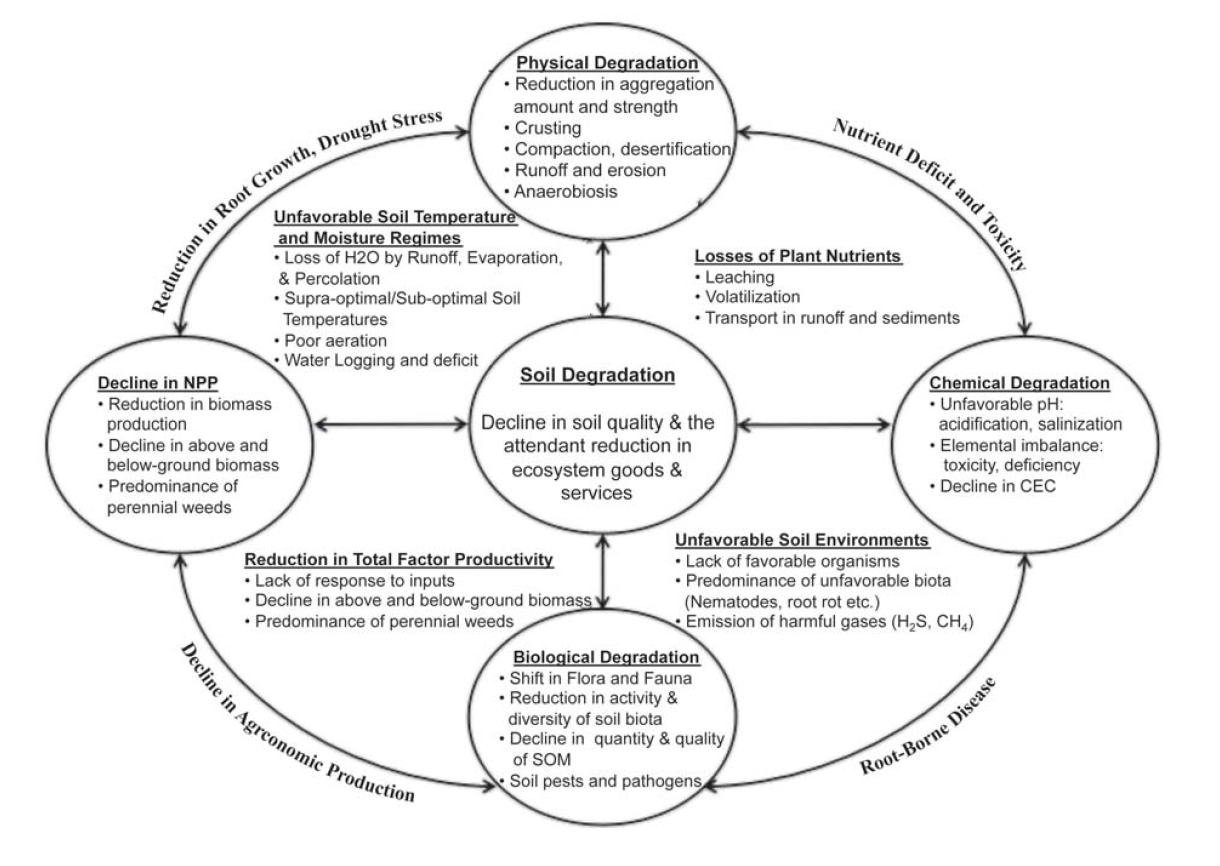 Physical Degradation
• Reduction in aggregation
amount and strength
• Crusting
• Compaction, desertification
• Runoff and erosion
• Anaerobiosis
Reduction in Root Growth, Drought Stress
Nutrient Deficit and Toxicity
Unfavorable Soil Temperature
and Moisture Regimes
• Loss of H2O by Runoff, Evaporation,
& Percolation
• Supra-optimal/Sub-optimal Soil
Temperatures
• Poor aeration
• Water Logging and deficit
Losses of Plant Nutrients
• Leaching
• Volatilization
• Transport in runoff and sediments
Decline in NPP
• Reduction in biomass
production
• Decline in above and
below-ground biomass
• Predominance of
perennial weeds
Soil Degradation
Decline in soil quality & the
attendant reduction in
ecosystem goods &
services
Chemical Degradation
• Unfavorable pH:
acidification, salinization
• Elemental imbalance:
toxicity, deficiency
• Decline in CEC
Reduction in Total Factor Productivity
• Lack of response to inputs
• Decline in above and below-ground biomass
• Predominance of perennial weeds
Unfavorable Soil Environments
• Lack of favorable organisms
• Predominance of unfavorable biota
(Nematodes, root rot etc.)
• Emission of harmful gases (H₂S, CH₄)
Decline in Agrconomic Production
Root-Borne Disease
Biological Degradation
• Shift in Flora and Fauna
• Reduction in activity &
diversity of soil biota
• Decline in quantity & quality
of SOM
• Soil pests and pathogens